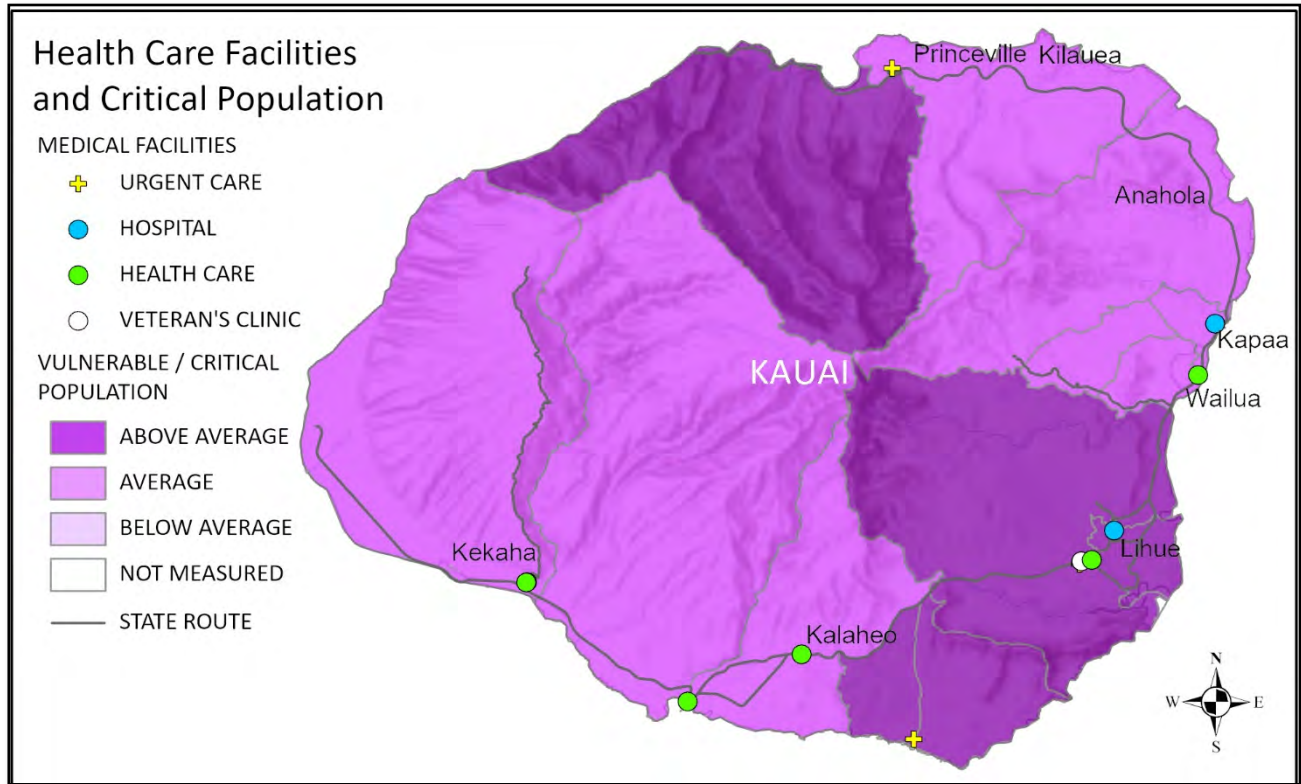 Health Care Facilities
and Critical Population
MEDICAL FACILITIES
URGENT CARE
HOSPITAL
HEALTH CARE
VETERAN'S CLINIC
VULNERABLE / CRITICAL
POPULATION
ABOVE AVERAGE
AVERAGE
BELOW AVERAGE
NOT MEASURED
STATE ROUTE
Princeville Kilauea
Anahola
Kapaa
KAUAI
Wailua
Kekaha
Lihue
Kalaheo
N
W E
S